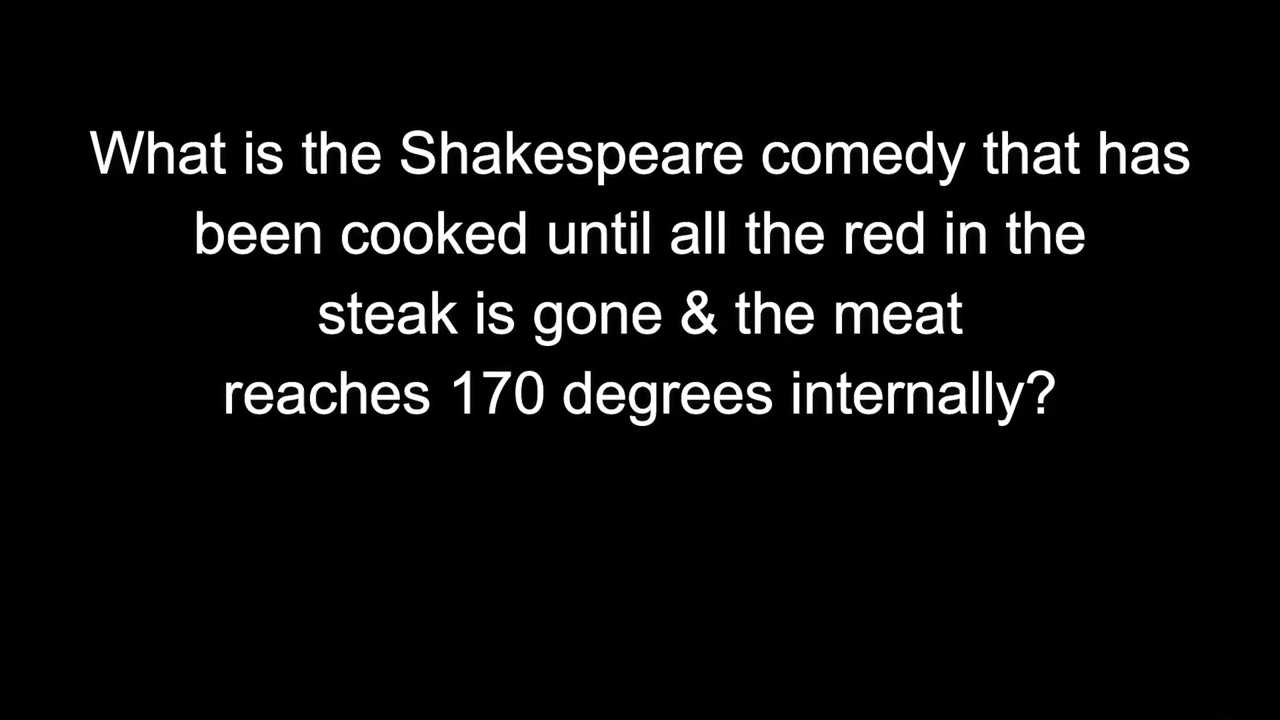 What is the Shakespeare comedy that has
been cooked until all the red in the
steak is gone & the meat
reaches 170 degrees internally?